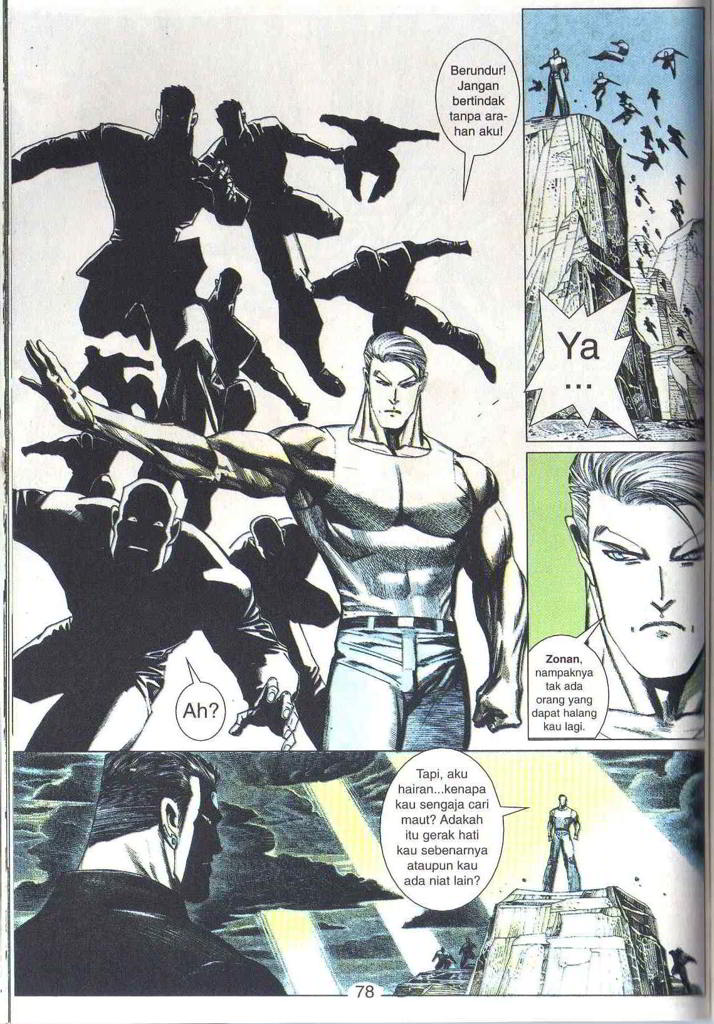 Berundur!
Jangan
bertindak
tanpa ara-
han aku!
Ya
...
Ah?
Zonan,
nampaknya
tak ada
orang yang
dapat halang
kau lagi.
Tapi, aku
hairan...kenapa
kau sengaja cari
maut? Adakah
itu gerak hati
kau sebenarnya
ataupun kau
ada niat lain?
78